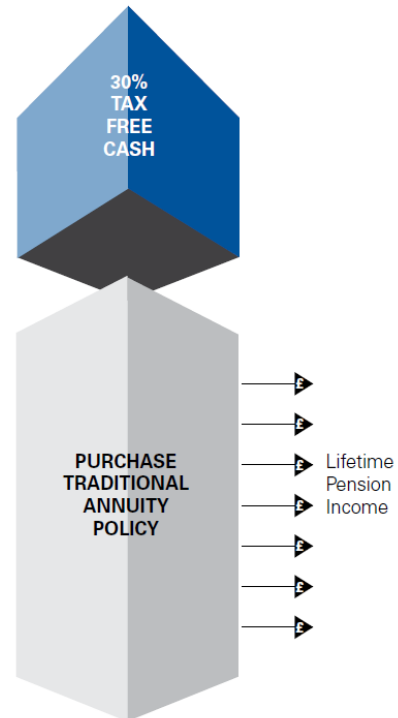 30%
TAX
FREE
CASH
PURCHASE
TRADITIONAL
ANNUITY
POLICY
£
£
£
£
£
£
£
Lifetime
Pension
Income